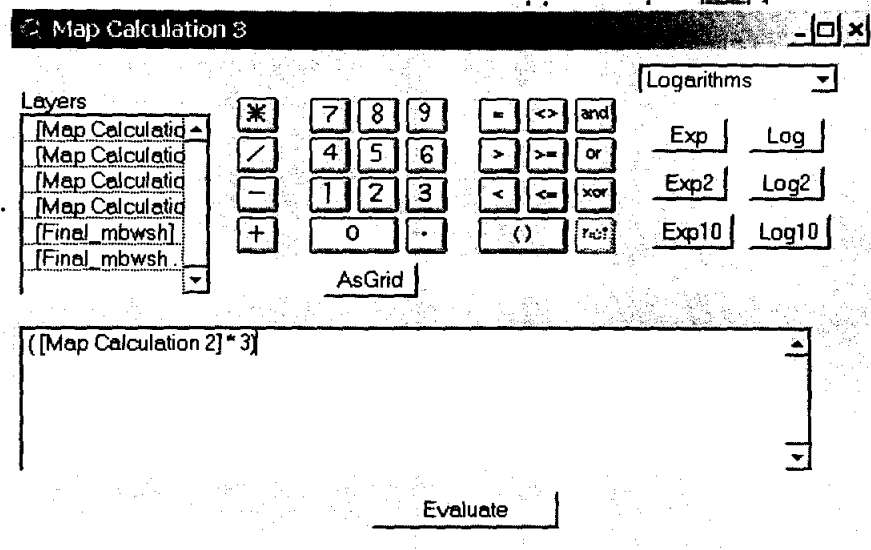 Map Calculation 3
Logarithms
Layers
[Map Calculatio
[Map Calculatio
[Map Calculatio
[Map Calculatio
[Final_mbwsh]
[Final_mbwsh .
* 7 8 9 = <> and
/ 4 5 6 > >= or
- 1 2 3 < <= xor
+ 0 . ( ) not
Exp Log
Exp2 Log2
Exp10 Log10
AsGrid
( [Map Calculation 2] * 3)
Evaluate